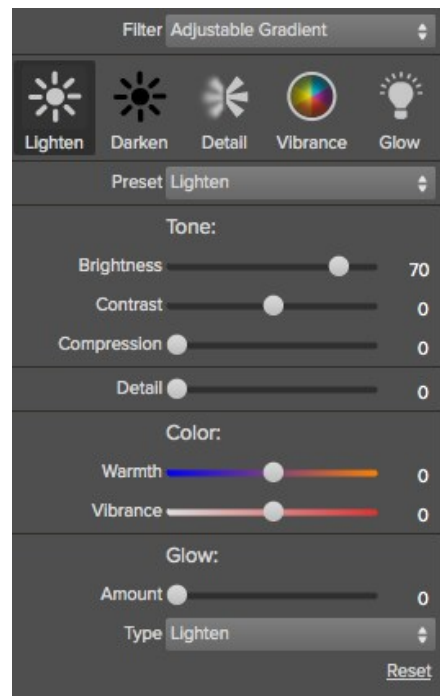 Filter Adjustable Gradient
Lighten Darken Detail Vibrance Glow
Preset Lighten
Tone:
Brightness 70
Contrast 0
Compression 0
Detail 0
Color:
Warmth 0
Vibrance 0
Glow:
Amount 0
Type Lighten
Reset